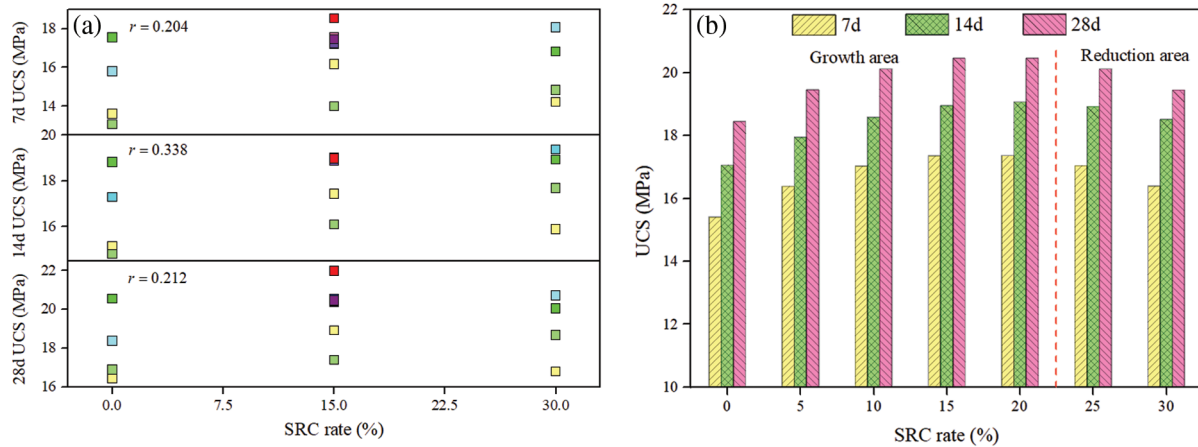 (a)
r = 0.204
7d UCS (MPa)
18
16
14
20
r = 0.338
14d UCS (MPa)
18
16
22
r = 0.212
28d UCS (MPa)
20
18
16
0.0 7.5 15.0 22.5 30.0
SRC rate (%)
(b)
7d 14d 28d
Growth area Reduction area
UCS (MPa)
22
20
18
16
14
12
10
0 5 10 15 20 25 30
SRC rate (%)